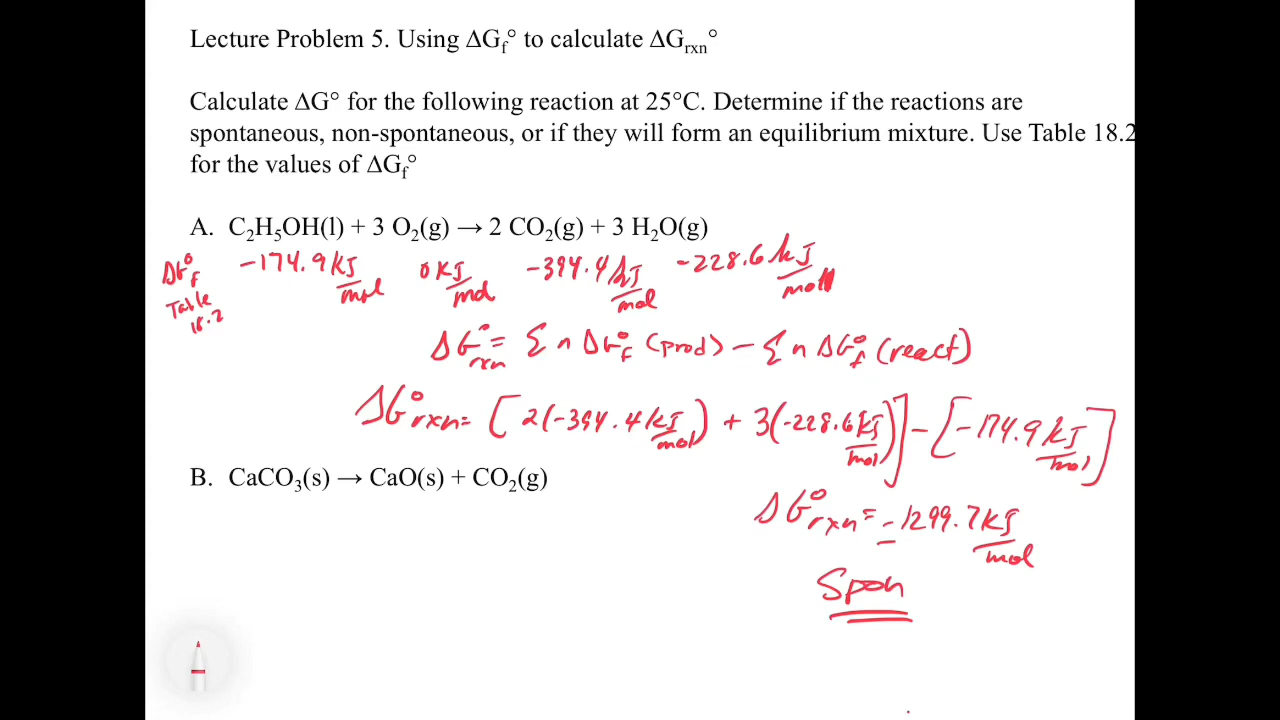 Lecture Problem 5. Using ΔGf° to calculate ΔGrxn°
Calculate ΔG° for the following reaction at 25°C. Determine if the reactions are
spontaneous, non-spontaneous, or if they will form an equilibrium mixture. Use Table 18.2
for the values of ΔGf°
A. C₂H₅OH(l) + 3 O₂(g) → 2 CO₂(g) + 3 H₂O(g)
ΔG°f -174.9 kJ/mol 0 kJ/mol -394.4 kJ/mol -228.6 kJ/mol
Table
18.2
ΔG°rxn = Σ n ΔG°f (prod) - Σ n ΔG°f (react)
ΔG°rxn = [2(-394.4 kJ/mol) + 3(-228.6 kJ/mol)] - [-174.9 kJ/mol]
B. CaCO₃(s) → CaO(s) + CO₂(g)
ΔG°rxn = -1299.7 kJ/mol
Spon